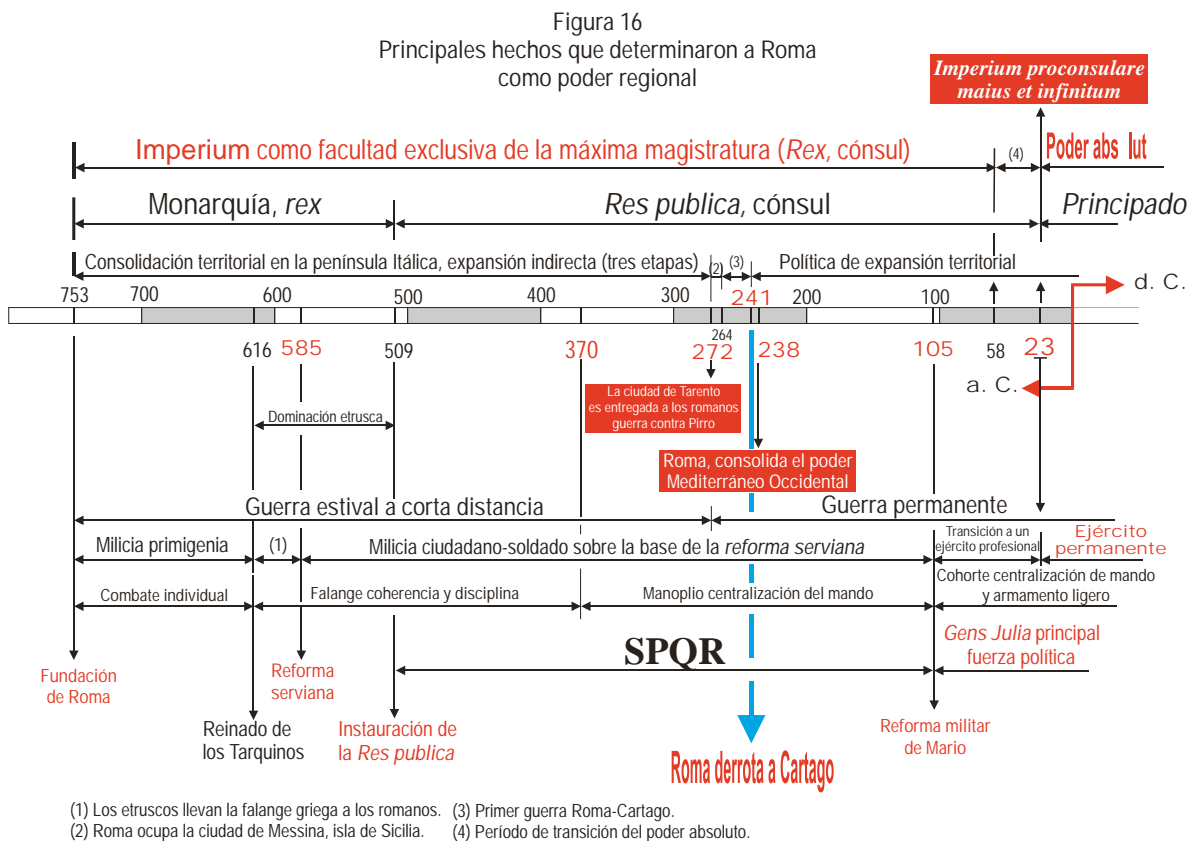 Figura 16
Principales hechos que determinaron a Roma
como poder regional
Imperium proconsulare
maius et infinitum
Imperium como facultad exclusiva de la máxima magistratura (Rex, cónsul)
(4)
Poder abs lut
Monarquía, rex
Res publica, cónsul
Principado
Consolidación territorial en la península Itálica, expansión indirecta (tres etapas)
(2)
(3)
Política de expansión territorial
d. C.
753
700
600
500
400
300
241
200
100
616
585
509
370
272
264
238
105
58
23
a. C.
La ciudad de Tarento
es entregada a los romanos
guerra contra Pirro
Dominación etrusca
Roma, consolida el poder
Mediterráneo Occidental
Guerra estival a corta distancia
Guerra permanente
Milicia primigenia
(1)
Milicia ciudadano-soldado sobre la base de la reforma serviana
Transición a un
ejército profesional
Ejército
permanente
Combate individual
Falange coherencia y disciplina
Manoplio centralización del mando
Cohorte centralización de mando
y armamento ligero
SPQR
Gens Julia principal
fuerza política
Fundación
de Roma
Reforma
serviana
Reinado de
los Tarquinos
Instauración de
la Res publica
Reforma militar
de Mario
Roma derrota a Cartago
(1) Los etruscos llevan la falange griega a los romanos.
(3) Primer guerra Roma-Cartago.
(2) Roma ocupa la ciudad de Messina, isla de Sicilia.
(4) Período de transición del poder absoluto.